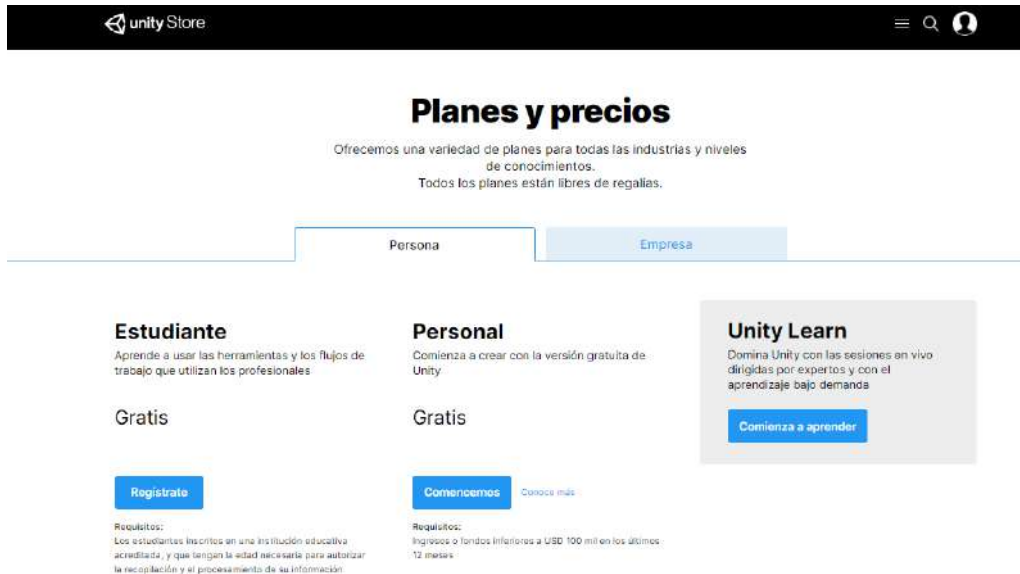 unity Store
Planes y precios
Ofrecemos una variedad de planes para todas las industrias y niveles
de conocimientos.
Todos los planes están libres de regalías.
Persona
Empresa
Estudiante
Aprende a usar las herramientas y los flujos de
trabajo que utilizan los profesionales
Gratis
Regístrate
Requisitos:
Los estudiantes inscritos en una institución educativa
acreditada, y que tengan la edad necesaria para autorizar
la recopilación y el procesamiento de su información
Personal
Comienza a crear con la versión gratuita de
Unity
Gratis
Comencemos
Conoce más
Requisitos:
Ingresos o fondos inferiores a USD 100 mil en los últimos
12 meses
Unity Learn
Domina Unity con las sesiones en vivo
dirigidas por expertos y con el
aprendizaje bajo demanda
Comienza a aprender